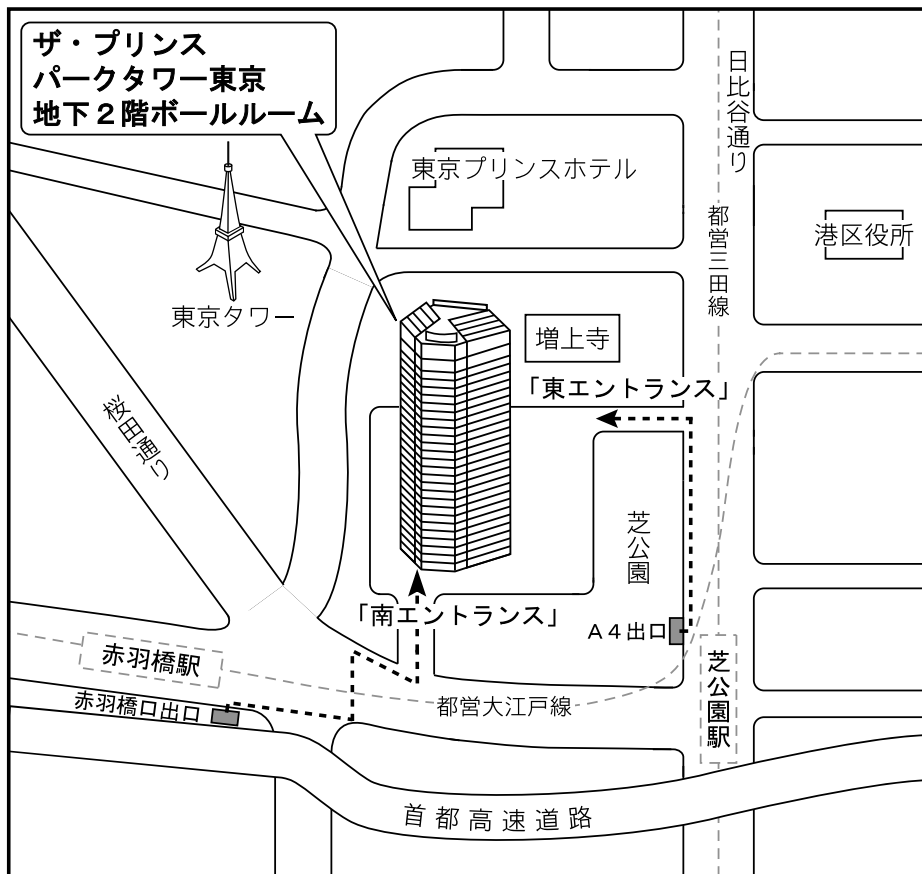 ザ・プリンス
パークタワー東京
地下２階ボールルーム
日比谷通り
東京プリンスホテル
都営三田線
港区役所
東京タワー
増上寺
「東エントランス」
桜田通り
芝公園
「南エントランス」
A４出口
赤羽橋駅
芝公園駅
赤羽橋口出口
都営大江戸線
首都高速道路